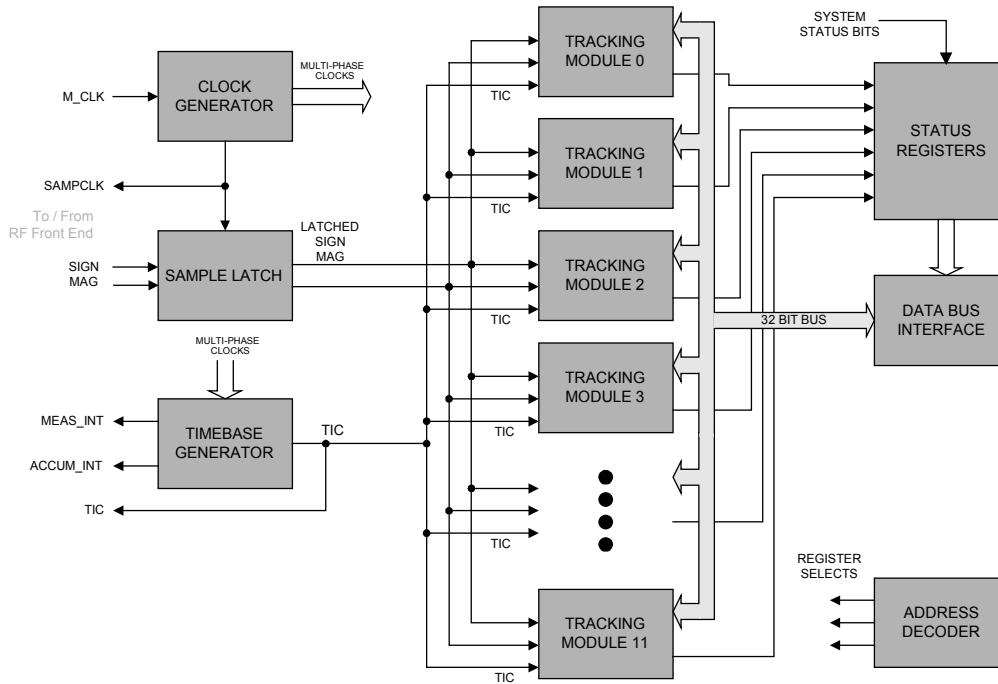 M_CLK
CLOCK
GENERATOR
MULTI-PHASE
CLOCKS
SAMPCLK
To / From
RF Front End
SIGN
MAG
SAMPLE LATCH
LATCHED
SIGN
MAG
MULTI-PHASE
CLOCKS
MEAS_INT
ACCUM_INT
TIC
TIMEBASE
GENERATOR
TIC
TRACKING
MODULE 0
TIC
TRACKING
MODULE 1
TIC
TRACKING
MODULE 2
TIC
TRACKING
MODULE 3
TIC
TIC
TRACKING
MODULE 11
TIC
32 BIT BUS
SYSTEM
STATUS BITS
STATUS
REGISTERS
DATA BUS
INTERFACE
REGISTER
SELECTS
ADDRESS
DECODER